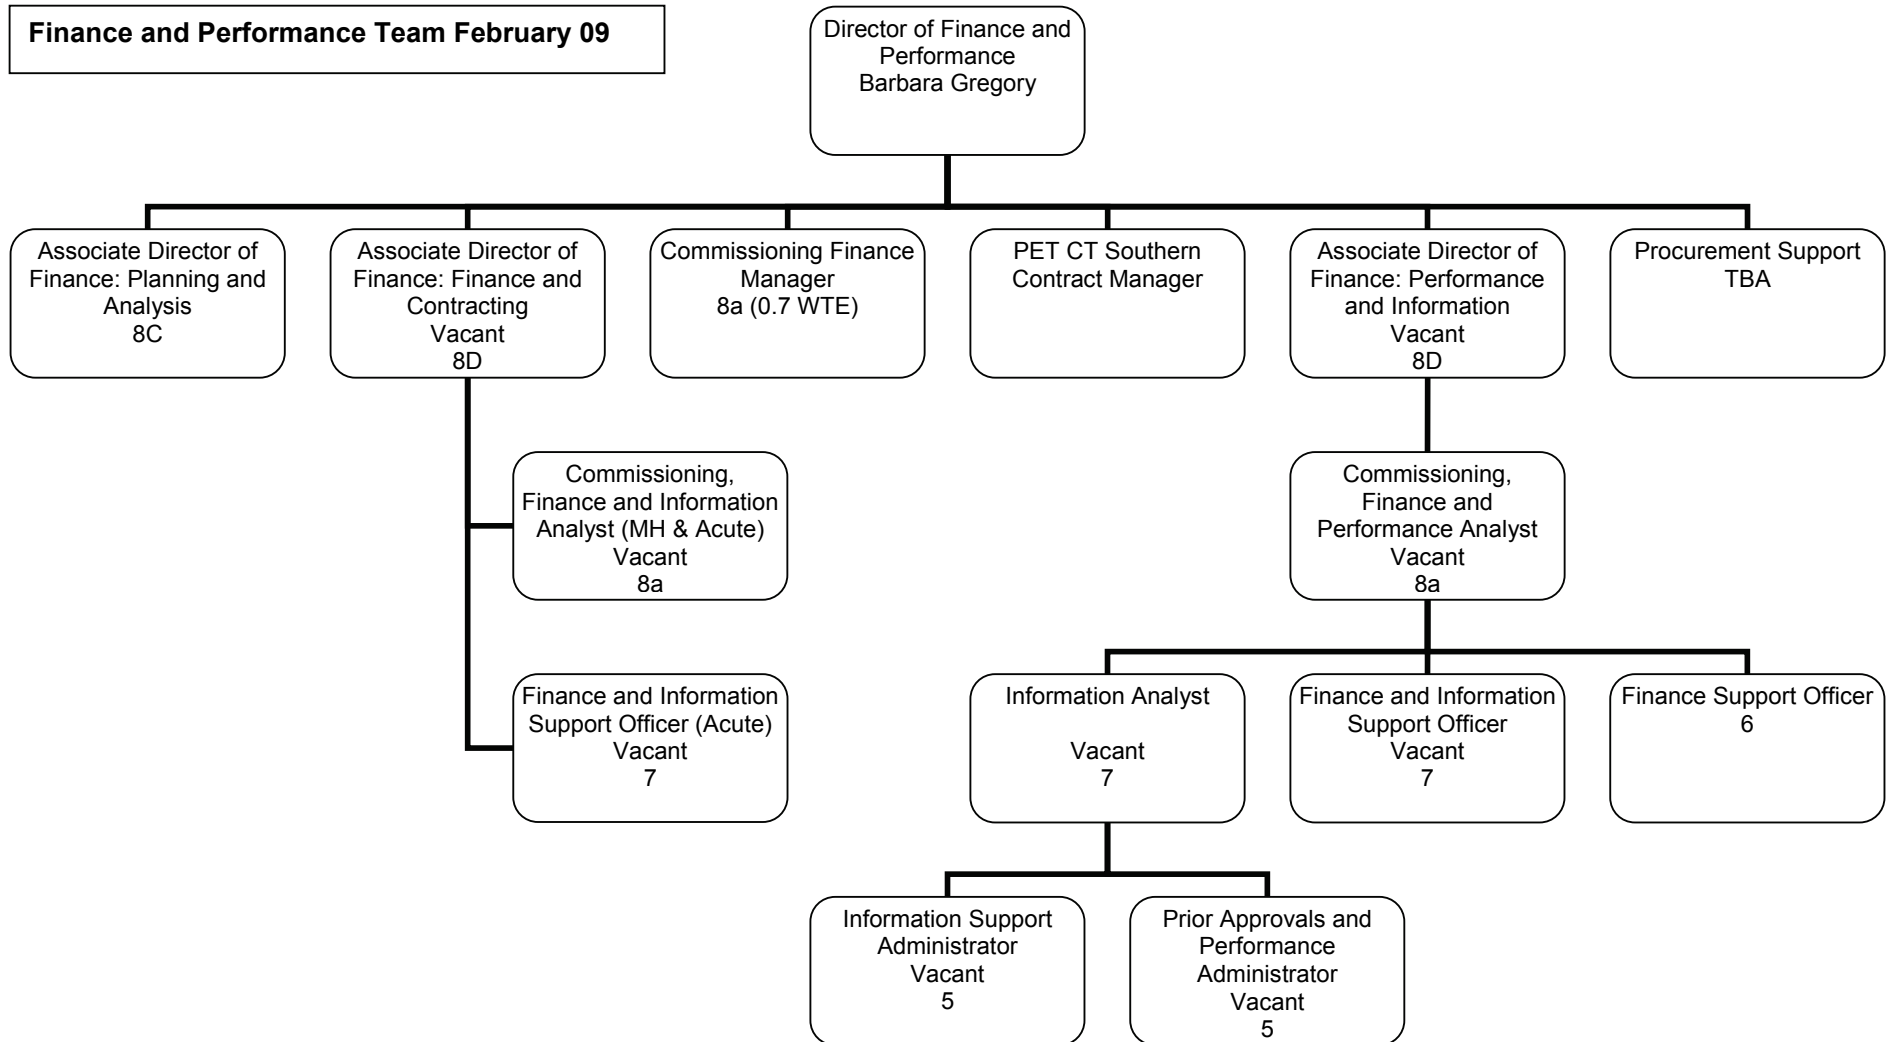 Finance and Performance Team February 09
Director of Finance and
Performance
Barbara Gregory
Associate Director of
Finance: Planning and
Analysis
8C
Associate Director of
Finance: Finance and
Contracting
Vacant
8D
Commissioning Finance
Manager
8a (0.7 WTE)
PET CT Southern
Contract Manager
Associate Director of
Finance: Performance
and Information
Vacant
8D
Procurement Support
TBA
Commissioning,
Finance and Information
Analyst (MH & Acute)
Vacant
8a
Commissioning,
Finance and
Performance Analyst
Vacant
8a
Finance and Information
Support Officer (Acute)
Vacant
7
Information Analyst
Vacant
7
Finance and Information
Support Officer
Vacant
7
Finance Support Officer
6
Information Support
Administrator
Vacant
5
Prior Approvals and
Performance
Administrator
Vacant
5